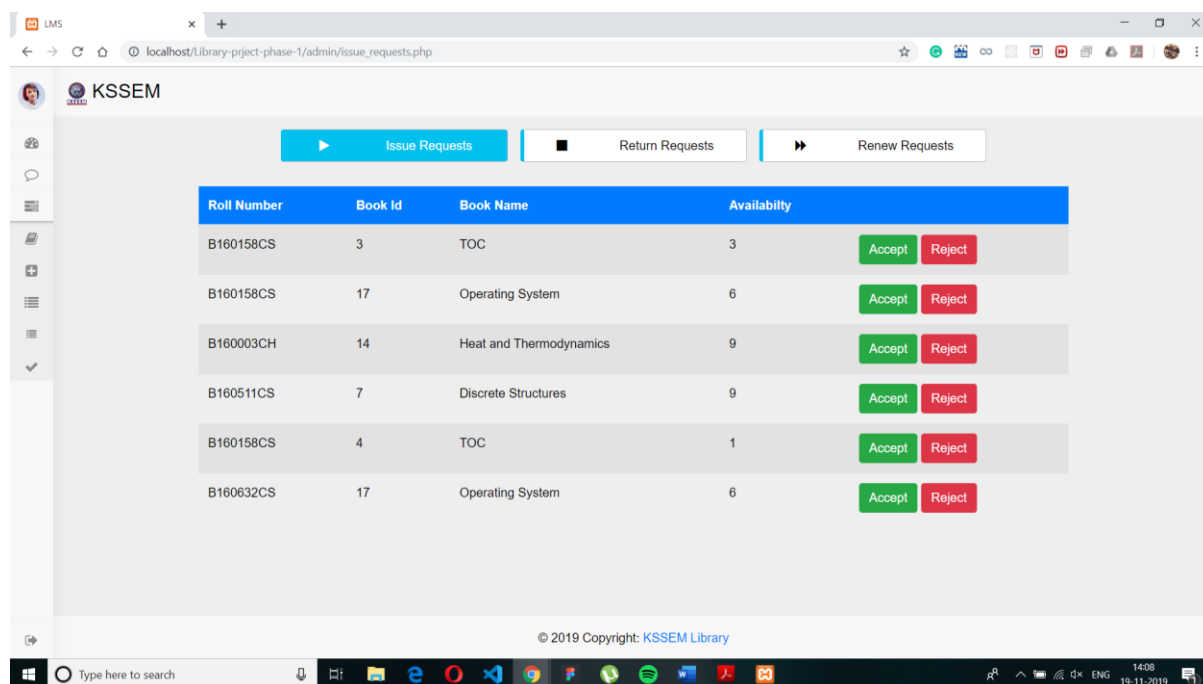 LMS
localhost/Library-prject-phase-1/admin/issue_requests.php
KSSEM
Issue Requests Return Requests Renew Requests
Roll Number Book Id Book Name Availabilty
B160158CS 3 TOC 3 Accept Reject
B160158CS 17 Operating System 6 Accept Reject
B160003CH 14 Heat and Thermodynamics 9 Accept Reject
B160511CS 7 Discrete Structures 9 Accept Reject
B160158CS 4 TOC 1 Accept Reject
B160632CS 17 Operating System 6 Accept Reject
© 2019 Copyright: KSSEM Library
Type here to search ENG 14:08
19-11-2019